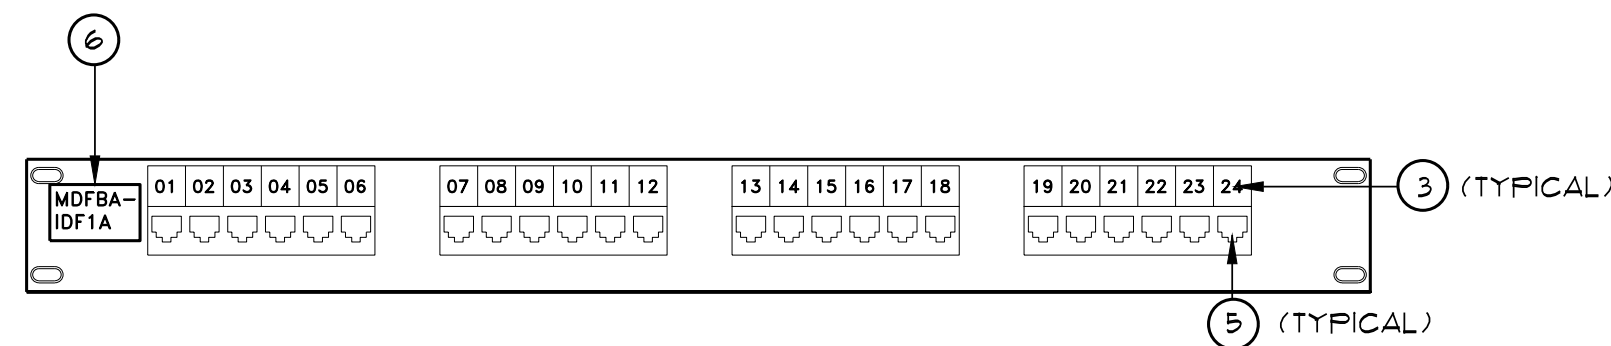 6
MDFBA-
IDF1A
01 02 03 04 05 06 07 08 09 10 11 12 13 14 15 16 17 18 19 20 21 22 23 24
3 (TYPICAL)
5 (TYPICAL)